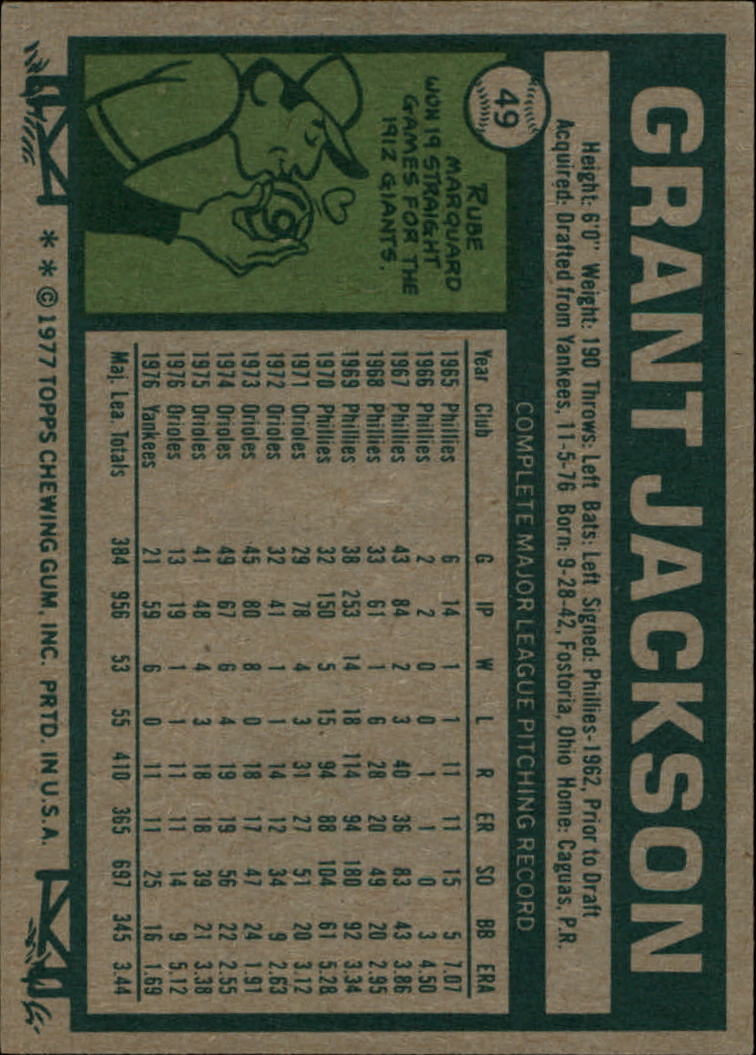 GRANT JACKSON
49
Height: 6'0" Weight: 190 Throws: Left Bats: Left Signed: Phillies-1962, Prior to Draft
Acquired: Drafted from Yankees, 11-5-76 Born: 9-28-42, Fostoria, Ohio Home: Caguas, P.R.
COMPLETE MAJOR LEAGUE PITCHING RECORD
RUBE
MARQUARD
WON 19 STRAIGHT
GAMES FOR THE
1912 GIANTS.
Year Club G IP W L R ER SO BB ERA
1965 Phillies 6 14 1 1 11 11 15 5 7.07
1966 Phillies 2 2 0 0 1 1 0 3 4.50
1967 Phillies 43 84 2 3 40 36 83 43 3.86
1968 Phillies 33 61 1 6 28 20 49 20 2.95
1969 Phillies 38 253 14 18 114 94 180 92 3.34
1970 Phillies 32 150 5 15 94 88 104 61 5.28
1971 Orioles 29 78 4 3 31 27 51 20 3.12
1972 Orioles 32 41 1 1 14 12 34 9 2.63
1973 Orioles 45 80 8 0 18 17 47 24 1.91
1974 Orioles 49 67 6 4 19 19 56 22 2.55
1975 Orioles 41 48 4 3 18 18 39 21 3.38
1976 Orioles 13 19 1 1 11 11 14 9 5.12
1976 Yankees 21 59 6 0 11 11 25 16 1.69
Maj. Lea. Totals 384 956 53 55 410 365 697 345 3.44
* * © 1977 TOPPS CHEWING GUM, INC. PRTD. IN U.S.A.